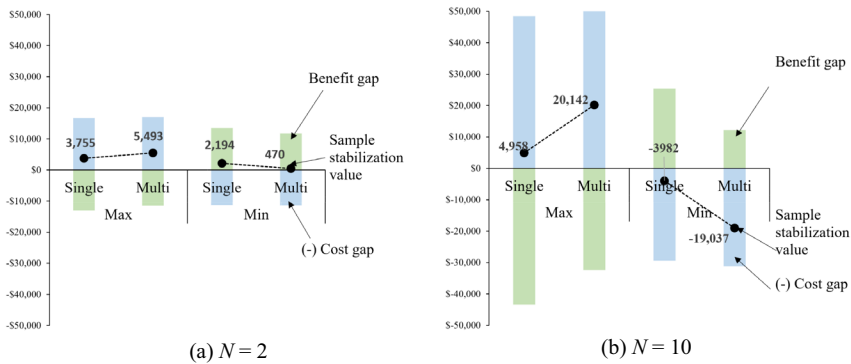 $50,000
$40,000
$30,000
$20,000
$10,000
$0
-$10,000
-$20,000
-$30,000
-$40,000
-$50,000
3,755
5,493
2,194
470
Single
Multi
Single
Multi
Max
Min
Benefit gap
Sample
stabilization
value
(-) Cost gap
(a) N = 2
$50,000
$40,000
$30,000
$20,000
$10,000
$0
$-10,000
$-20,000
$-30,000
$-40,000
$-50,000
4,958
20,142
-3982
-19,037
Single
Multi
Single
Multi
Max
Min
Benefit gap
Sample
stabilization
value
(-) Cost gap
(b) N = 10